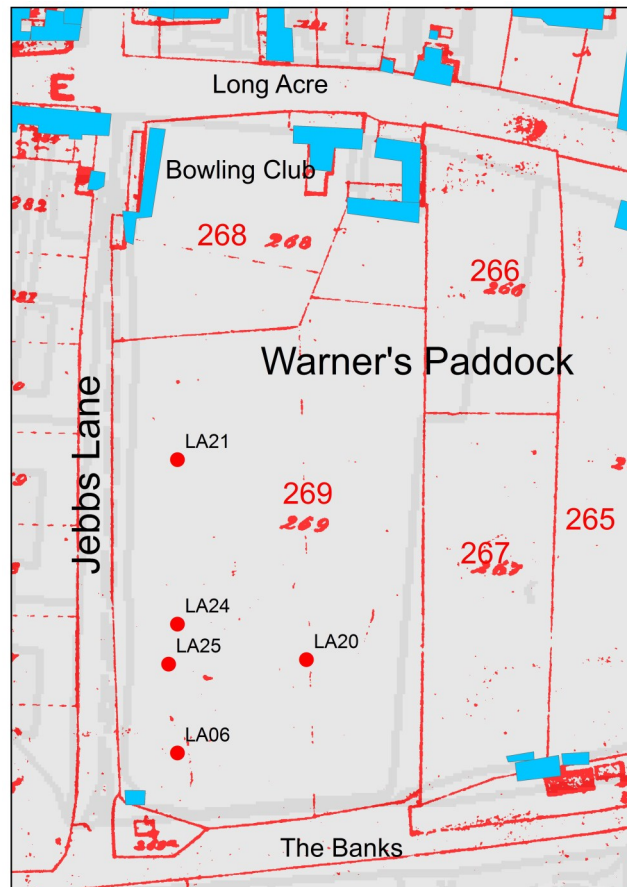 Long Acre
E
Bowling Club
282
268 268
266
266
Warner's Paddock
Jebbs Lane
LA21
269
269
265
267
267
LA24
LA25
LA20
LA06
The Banks